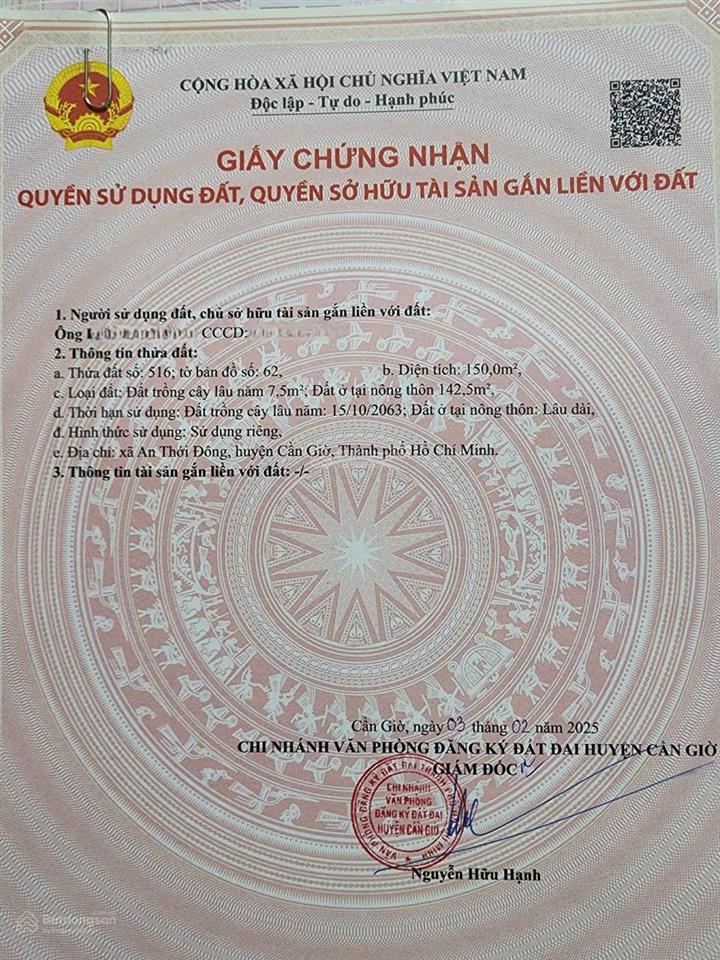 CỘNG HÒA XÃ HỘI CHỦ NGHĨA VIỆT NAM
Độc lập - Tự do - Hạnh phúc
GIẤY CHỨNG NHẬN
QUYỀN SỬ DỤNG ĐẤT, QUYỀN SỞ HỮU TÀI SẢN GẮN LIỀN VỚI ĐẤT
1. Người sử dụng đất, chủ sở hữu tài sản gắn liền với đất:
Ông CCCD:
2. Thông tin thửa đất:
a. Thửa đất số: 516; tờ bản đồ số: 62, b. Diện tích: 150,0m²,
c. Loại đất: Đất trồng cây lâu năm 7,5m²; Đất ở tại nông thôn 142,5m²,
d. Thời hạn sử dụng: Đất trồng cây lâu năm: 15/10/2063; Đất ở tại nông thôn: Lâu dài,
đ. Hình thức sử dụng: Sử dụng riêng,
e. Địa chỉ: xã An Thới Đông, huyện Cần Giờ, Thành phố Hồ Chí Minh.
3. Thông tin tài sản gắn liền với đất: -/-
Cần Giờ, ngày 03 tháng 02 năm 2025
CHI NHÁNH VĂN PHÒNG ĐĂNG KÝ ĐẤT ĐAI HUYỆN CẦN GIỜ
GIÁM ĐỐC
CHI NHÁNH
VĂN PHÒNG
ĐĂNG KÝ ĐẤT ĐAI
HUYỆN CẦN GIỜ
Nguyễn Hữu Hạnh
Batdongsan